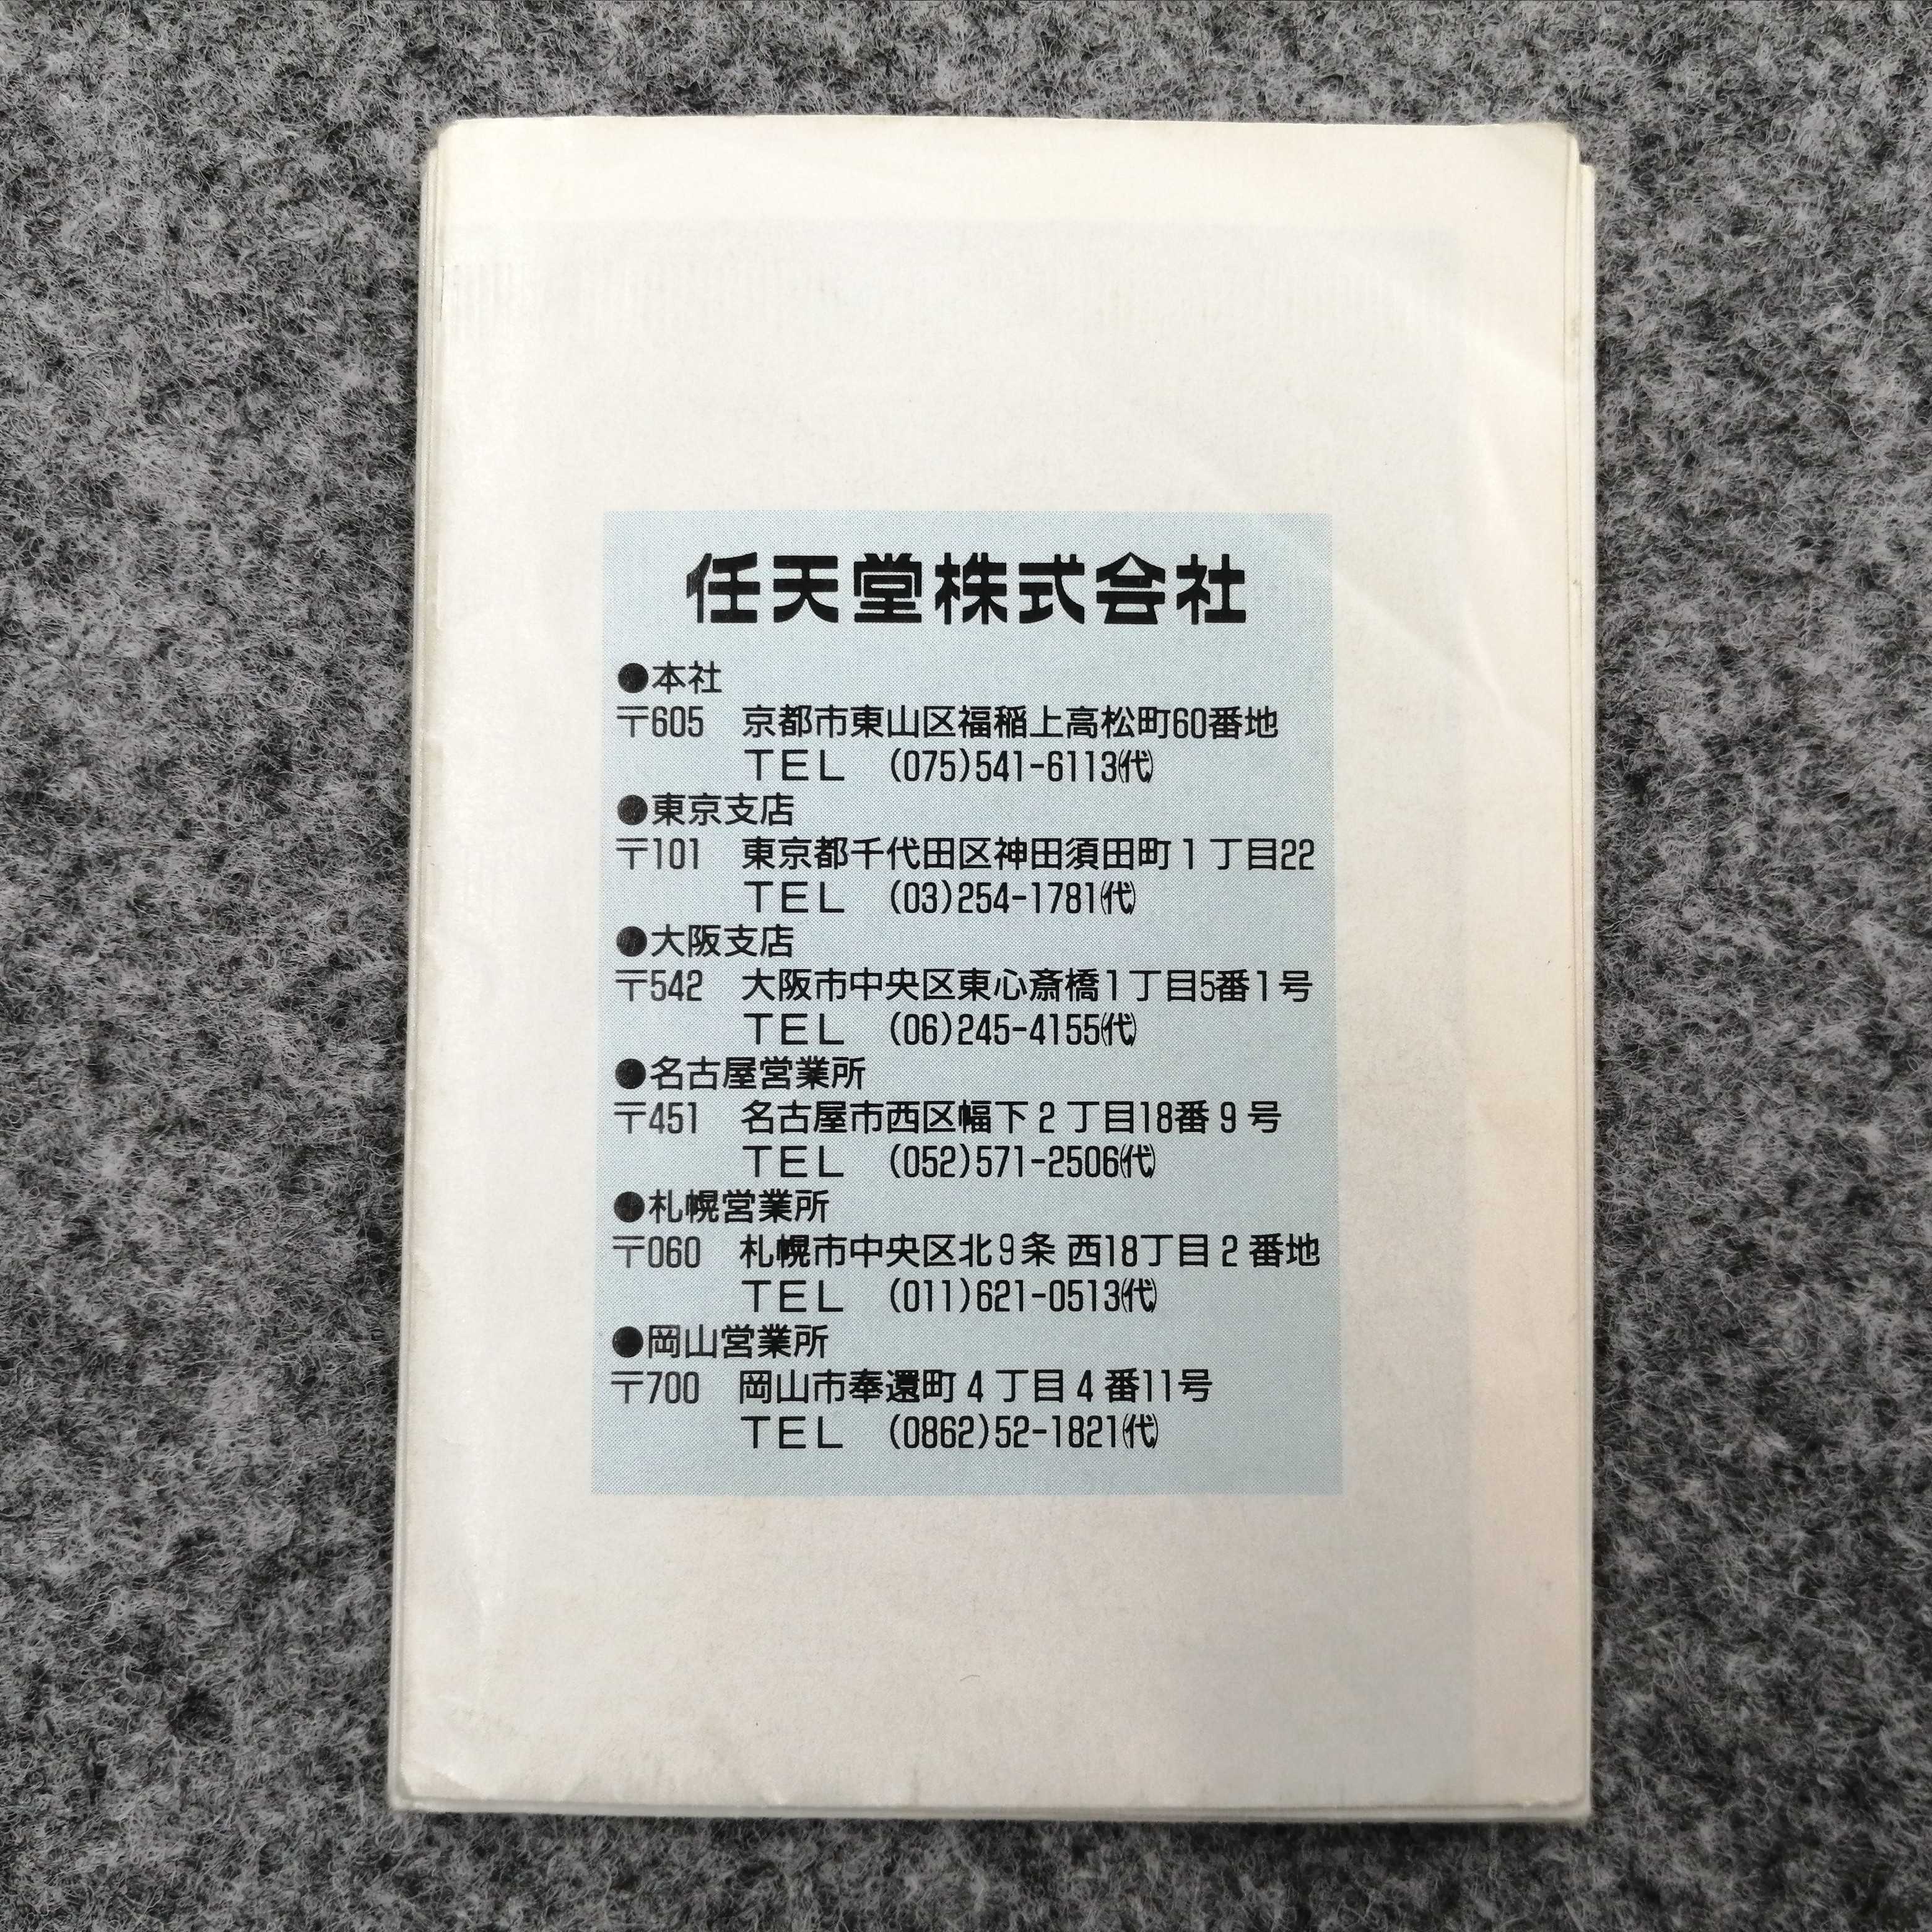 任天堂株式会社
●本社
〒605 京都市東山区福稲上高松町60番地
TEL (075)541-6113㈹
●東京支店
〒101 東京都千代田区神田須田町1丁目22
TEL (03)254-1781㈹
●大阪支店
〒542 大阪市中央区東心斎橋1丁目5番1号
TEL (06)245-4155㈹
●名古屋営業所
〒451 名古屋市西区幅下2丁目18番9号
TEL (052)571-2506㈹
●札幌営業所
〒060 札幌市中央区北9条西18丁目2番地
TEL (011)621-0513㈹
●岡山営業所
〒700 岡山市奉還町4丁目4番11号
TEL (0862)52-1821㈹